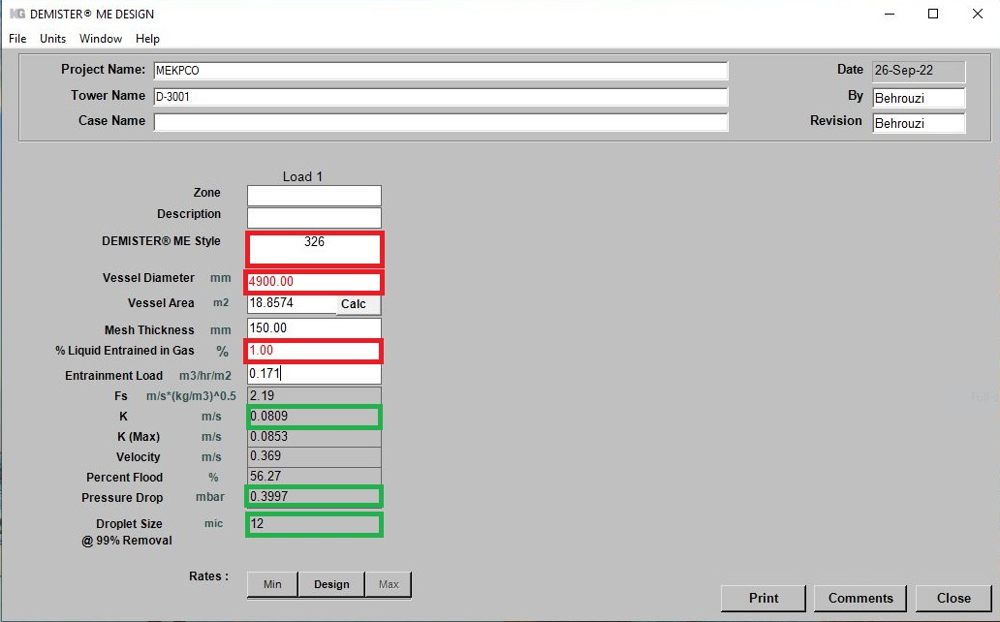 KG DEMISTER® ME DESIGN
File Units Window Help
Project Name: MEKPCO Date 26-Sep-22
Tower Name D-3001 By Behrouzi
Case Name Revision Behrouzi
Load 1
Zone
Description
DEMISTER® ME Style 326
Vessel Diameter mm 4900.00
Vessel Area m2 18.8574 Calc
Mesh Thickness mm 150.00
% Liquid Entrained in Gas % 1.00
Entrainment Load m3/hr/m2 0.171
Fs m/s*(kg/m3)^0.5 2.19
K m/s 0.0809
K (Max) m/s 0.0853
Velocity m/s 0.369
Percent Flood % 56.27
Pressure Drop mbar 0.3997
Droplet Size mic 12
@ 99% Removal
Rates : Min Design Max
Print Comments Close